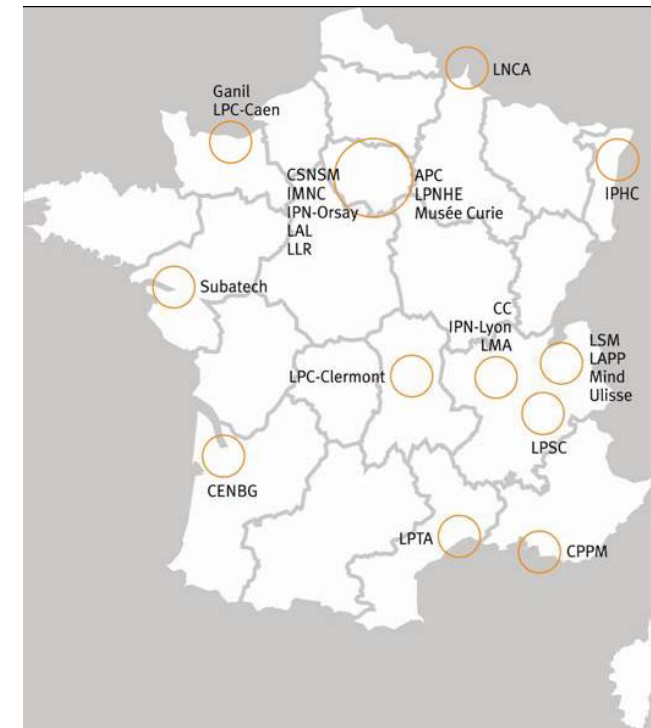 LNCA
Ganil
LPC-Caen
IPHC
CSNSM
IMNC
IPN-Orsay
LAL
LLR
APC
LPNHE
Musée Curie
Subatech
CC
IPN-Lyon
LMA
LSM
LAPP
Mind
Ulisse
LPC-Clermont
LPSC
CENBG
LPTA
CPPM